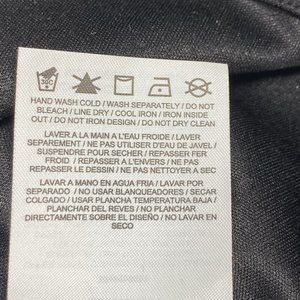 30C
HAND WASH COLD / WASH SEPARATELY / DO NOT
BLEACH / LINE DRY / COOL IRON / IRON INSIDE
OUT / DO NOT IRON DESIGN / DO NOT DRY CLEAN
LAVER A LA MAIN A L'EAU FROIDE / LAVER
SEPAREMENT / NE PAS UTILISER D'EAU DE JAVEL /
SUSPENDRE POUR SECHER / REPASSER FER
FROID / REPASSER A L'ENVERS / NE PAS
REPASSER LE DESSIN / NE PAS NETTOYER A SEC
LAVAR A MANO EN AGUA FRIA / LAVAR POR
SEPARADO / NO USAR BLANQUEADORES / SECAR
COLGADO / USAR PLANCHA TEMPERATURA BAJA /
PLANCHAR DEL REVES / NO PLANCHAR
DIRECTAMENTE SOBRE EL DISEÑO / NO LAVAR EN
SECO